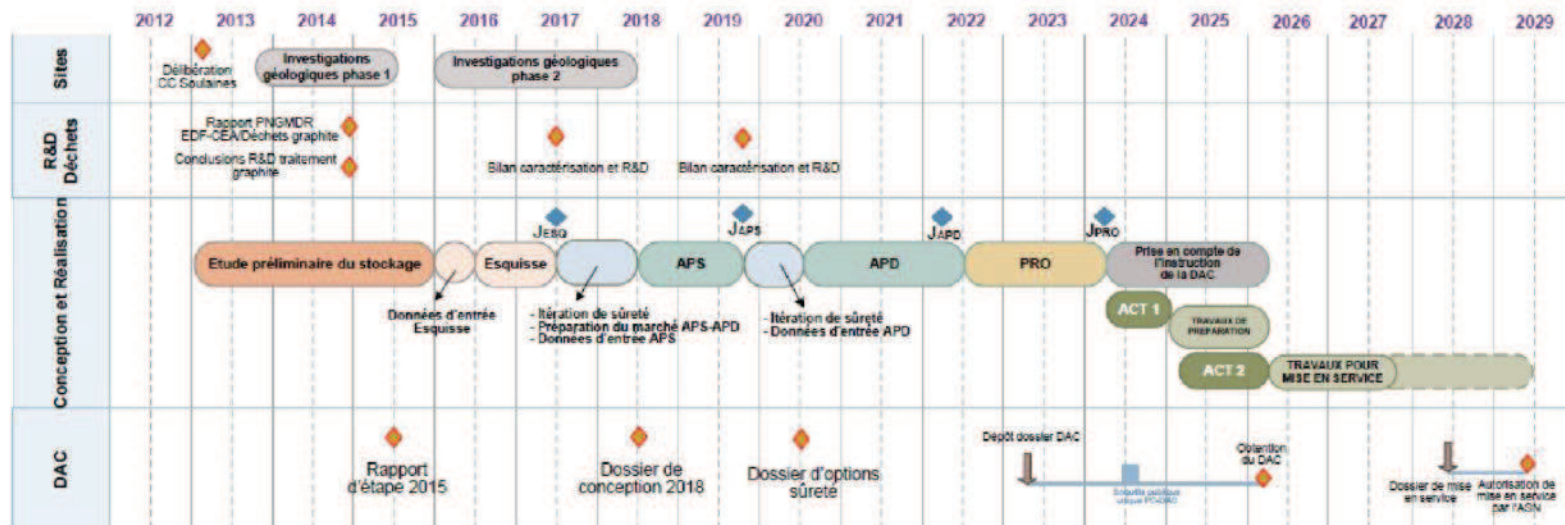 2012 2013 2014 2015 2016 2017 2018 2019 2020 2021 2022 2023 2024 2025 2026 2027 2028 2029
Sites
Délibération
CC Soulaines
Investigations
géologiques phase 1
Investigations géologiques
phase 2
R&D
Déchets
Rapport PNGMDR
EDF-CEA/Déchets graphite
Conclusions R&D traitement
graphite
Bilan caractérisation et R&D
Bilan caractérisation et R&D
Conception et Réalisation
JESQ
JAPS
JAPD
JPRO
Etude préliminaire du stockage
Esquisse
APS
APD
PRO
Prise en compte de
l'instruction
de la DAC
Données d'entrée
Esquisse
- Itération de sûreté
- Préparation du marché APS-APD
- Données d'entrée APS
- Itération de sûreté
- Données d'entrée APD
ACT 1
TRAVAUX DE
PREPARATION
ACT 2
TRAVAUX POUR
MISE EN SERVICE
DAC
Rapport
d'étape 2015
Dossier de
conception 2018
Dossier d'options
sûreté
Dépôt dossier DAC
Enquête publique
unique
Obtention
du DAC
Dossier de mise
en service
Autorisation de
mise en service
par l'ASN